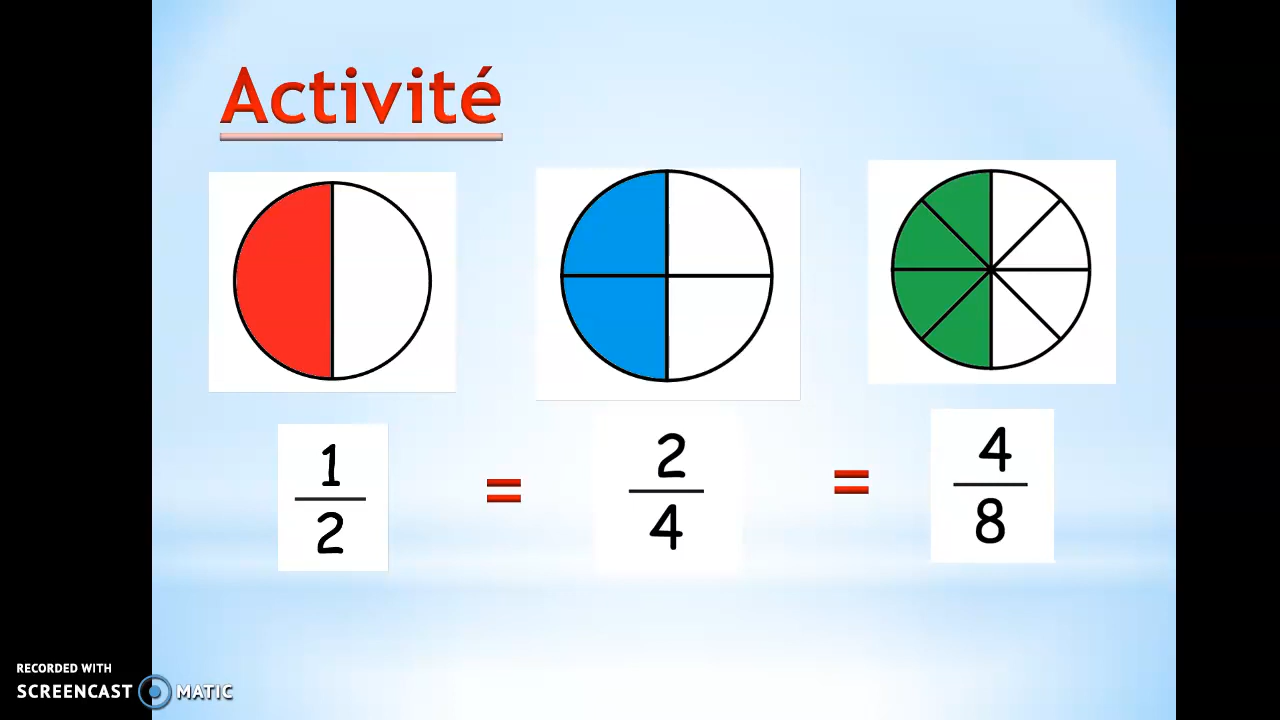 Activité
1/2 = 2/4 = 4/8
RECORDED WITH
SCREENCAST MATIC